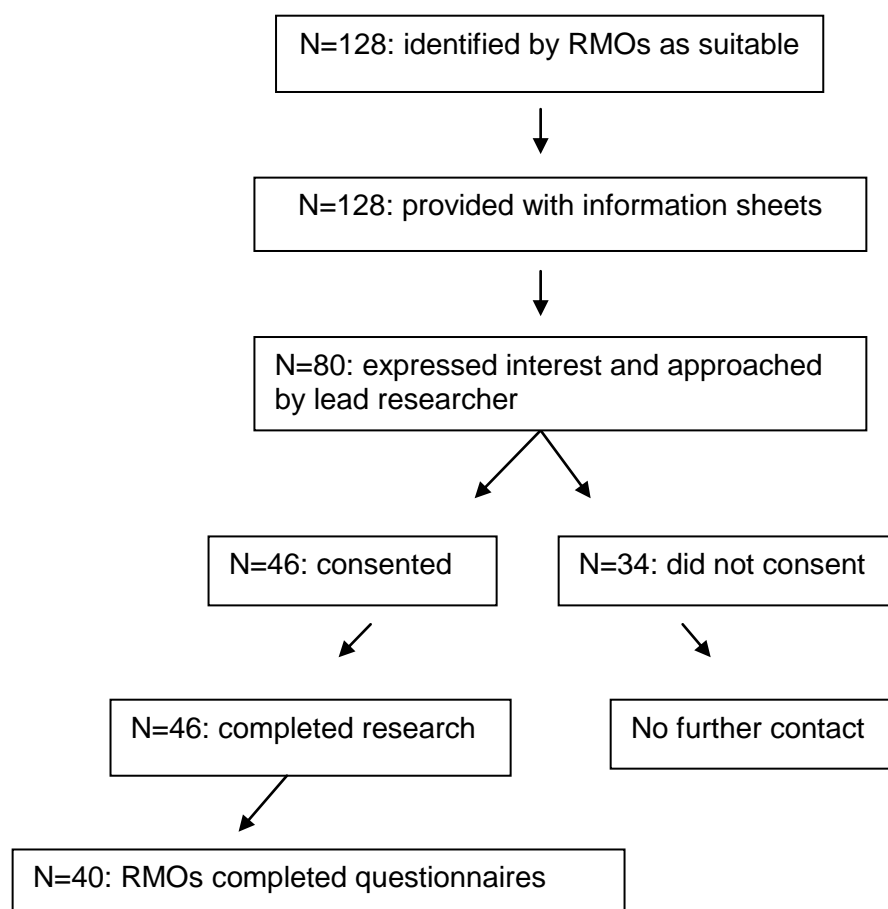 N=128: identified by RMOs as suitable
N=128: provided with information sheets
N=80: expressed interest and approached
by lead researcher
N=46: consented
N=34: did not consent
N=46: completed research
No further contact
N=40: RMOs completed questionnaires